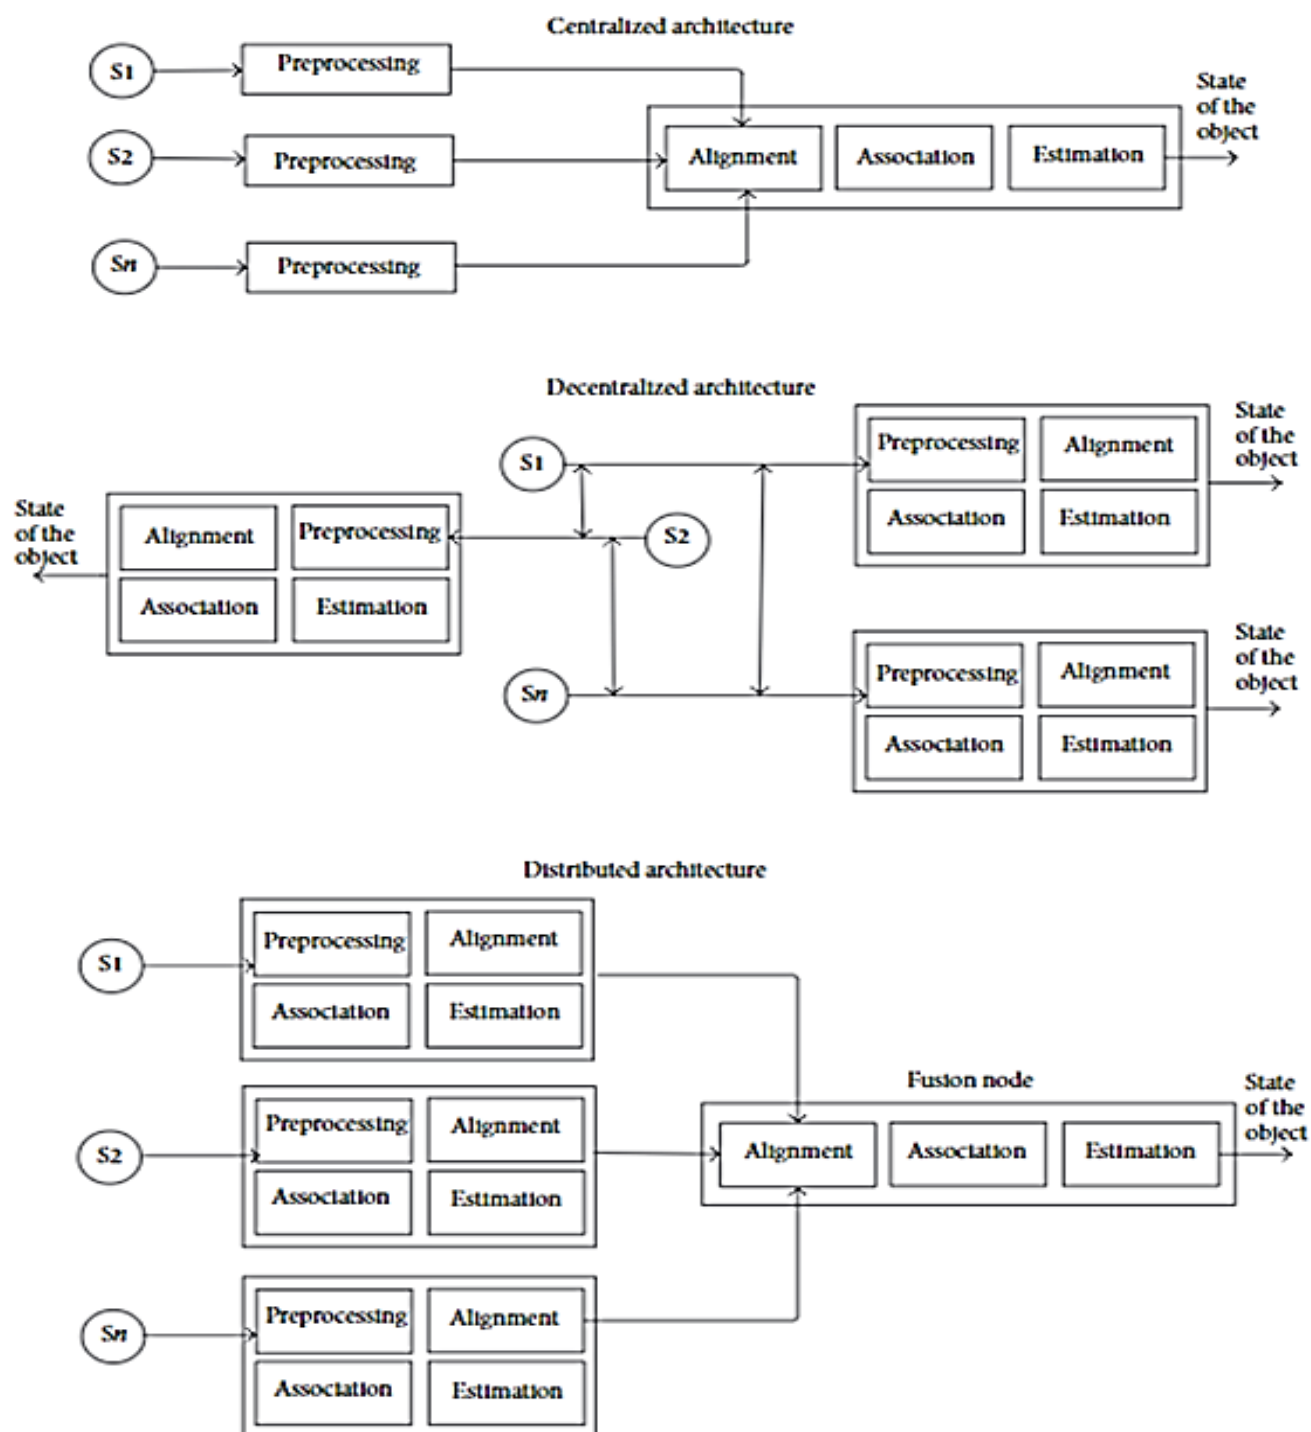 Centralized architecture
S1
Preprocessing
State
of the
object
S2
Preprocessing
Alignment
Association
Estimation
Sn
Preprocessing
Decentralized architecture
State
of the
object
S1
Preprocessing
Alignment
Association
Estimation
State
of the
object
Alignment
Preprocessing
S2
Association
Estimation
State
of the
object
Sn
Preprocessing
Alignment
Association
Estimation
Distributed architecture
S1
Preprocessing
Alignment
Association
Estimation
Fusion node
State
of the
object
S2
Preprocessing
Alignment
Association
Estimation
Alignment
Association
Estimation
Sn
Preprocessing
Alignment
Association
Estimation